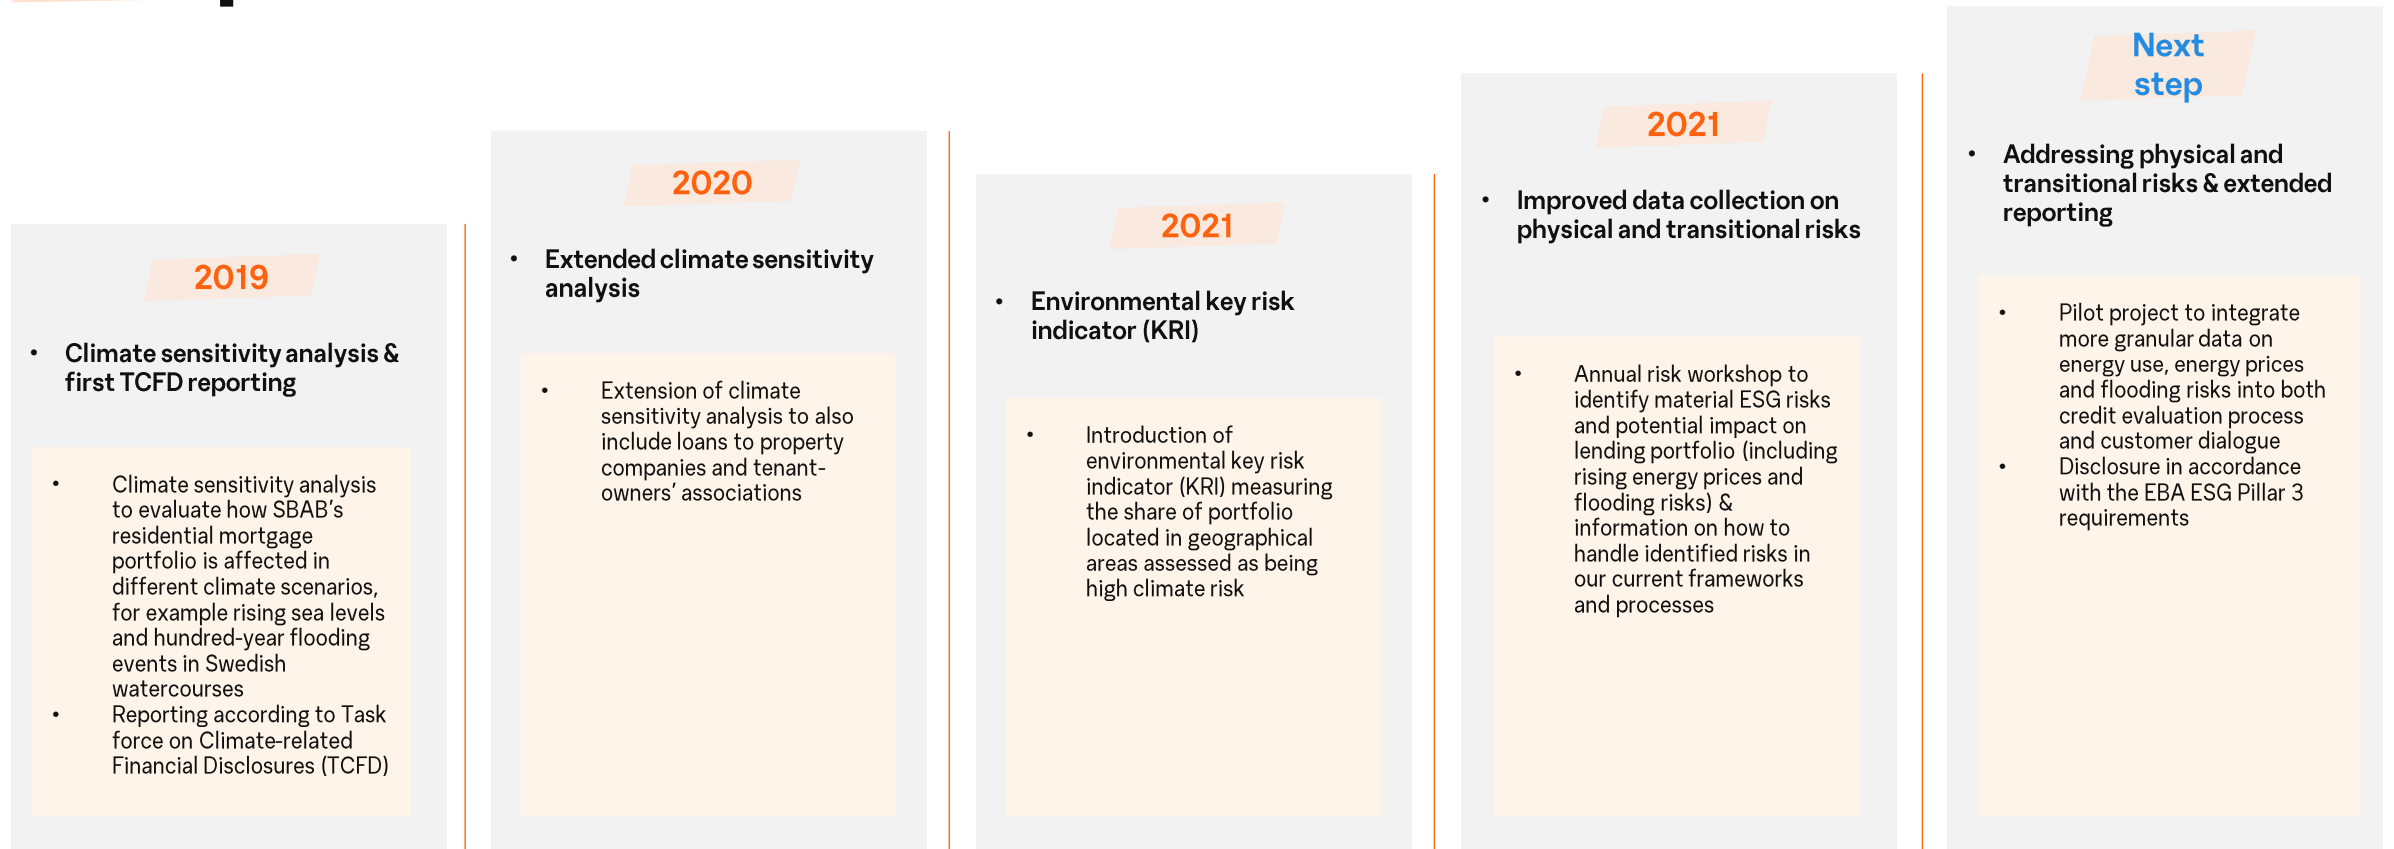 2019
• Climate sensitivity analysis &
first TCFD reporting
• Climate sensitivity analysis
to evaluate how SBAB’s
residential mortgage
portfolio is affected in
different climate scenarios,
for example rising sea levels
and hundred-year flooding
events in Swedish
watercourses
• Reporting according to Task
force on Climate-related
Financial Disclosures (TCFD)
2020
• Extended climate sensitivity
analysis
• Extension of climate
sensitivity analysis to also
include loans to property
companies and tenant-
owners’ associations
2021
• Environmental key risk
indicator (KRI)
• Introduction of
environmental key risk
indicator (KRI) measuring
the share of portfolio
located in geographical
areas assessed as being
high climate risk
2021
• Improved data collection on
physical and transitional risks
• Annual risk workshop to
identify material ESG risks
and potential impact on
lending portfolio (including
rising energy prices and
flooding risks) &
information on how to
handle identified risks in
our current frameworks
and processes
Next
step
• Addressing physical and
transitional risks & extended
reporting
• Pilot project to integrate
more granular data on
energy use, energy prices
and flooding risks into both
credit evaluation process
and customer dialogue
• Disclosure in accordance
with the EBA ESG Pillar 3
requirements